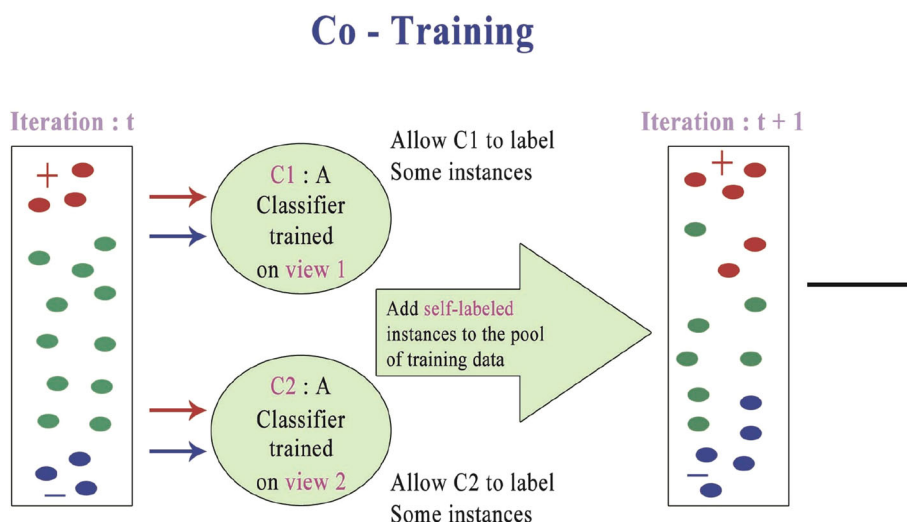 Co - Training
Iteration : t
Iteration : t + 1
Allow C1 to label
Some instances
+
+
C1 : A
Classifier
trained
on view 1
Add self-labeled
instances to the pool
of training data
C2 : A
Classifier
trained
on view 2
Allow C2 to label
Some instances
–
–